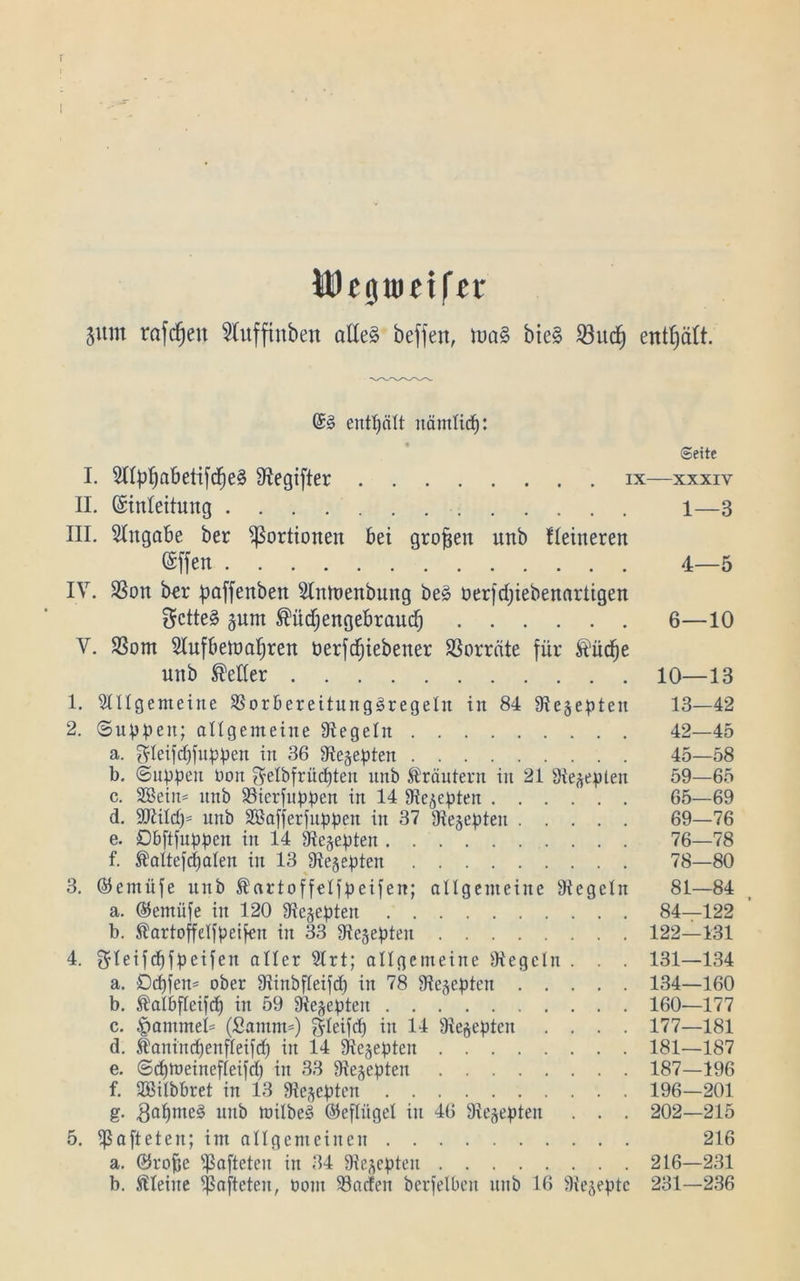 Wegweiser
zum raschen Auffinden alles dessen, was dies Buch enthält.
Es enthält nämlich:
Seite
I. Alphabetisches Register . . . . . . . . . ix—xxxiv
II. Einleitung . . . . . . . . . . . . . . 1—3
III. Angabe der Portionen bei großen und kleineren
Essen . . . . . . . . . . . . . . 4—5
IV. Von der passenden Anwendung des verschiedenartigen
Fettes zum Küchengebrauch . . . . . . 6—10
V. Vom Aufbewahren verschiedener Vorräte für Küche
und Keller . . . . . . . . . . . . 10—13
1. Allgemeine Vorbereitungsregeln in 84 Rezepten 13—42
2. Suppen; allgemeine Regeln . . . . . . . . . 42—45
a. Fleischsuppen in 36 Rezepten . . . . . . . . . 45—58
b. Suppen von Feldfrüchten und Kräutern in 21 Rezepten 59—65
c. Wein= und Biersuppen in 14 Rezepten . . . . . . 65—69
d. Milch= und Wassersuppen in 37 Rezepten . . . . . 69—76
e. Obstsuppen in 14 Rezepten . . . . . . . . . . 76—78
f. Kalteschalen in 13 Rezepten . . . . . . . . . 78—80
3. Gemüse und Kartoffelspeisen; allgemeine Regeln 81—84
a. Gemüse in 120 Rezepten . . . . . . . . . . 84—122
b. Kartoffelspeisen in 33 Rezepten . . . . . . . . 122—131
4. Fleischspeisen aller Art; allgemeine Regeln . . . 131—134
a. Ochsen= oder Rindfleisch in 78 Rezepten . . . . . 134—160
b. Kalbfleisch in 59 Rezepten . . . . . . . . . . 160—177
c. Hammel= (Lamm=) Fleisch in 14 Rezepten . . . . 177—181
d. Kaninchenfleisch in 14 Rezepten . . . . . . . . 181—187
e. Schweinefleisch in 33 Rezepten . . . . . . . . 187—196
f. Wildbret in 13 Rezepten . . . . . . . . . . 196—201
g. Zahmes und wildes Geflügel in 46 Rezepten . . . 202—215
5. Pasteten; im allgemeinen . . . . . . . . . . 216
a. Große Pasteten in 34 Rezepten . . . . . . . . 216—231
b. Kleine Pasteten, vom Backen derselben und 16 Rezepte 231—236